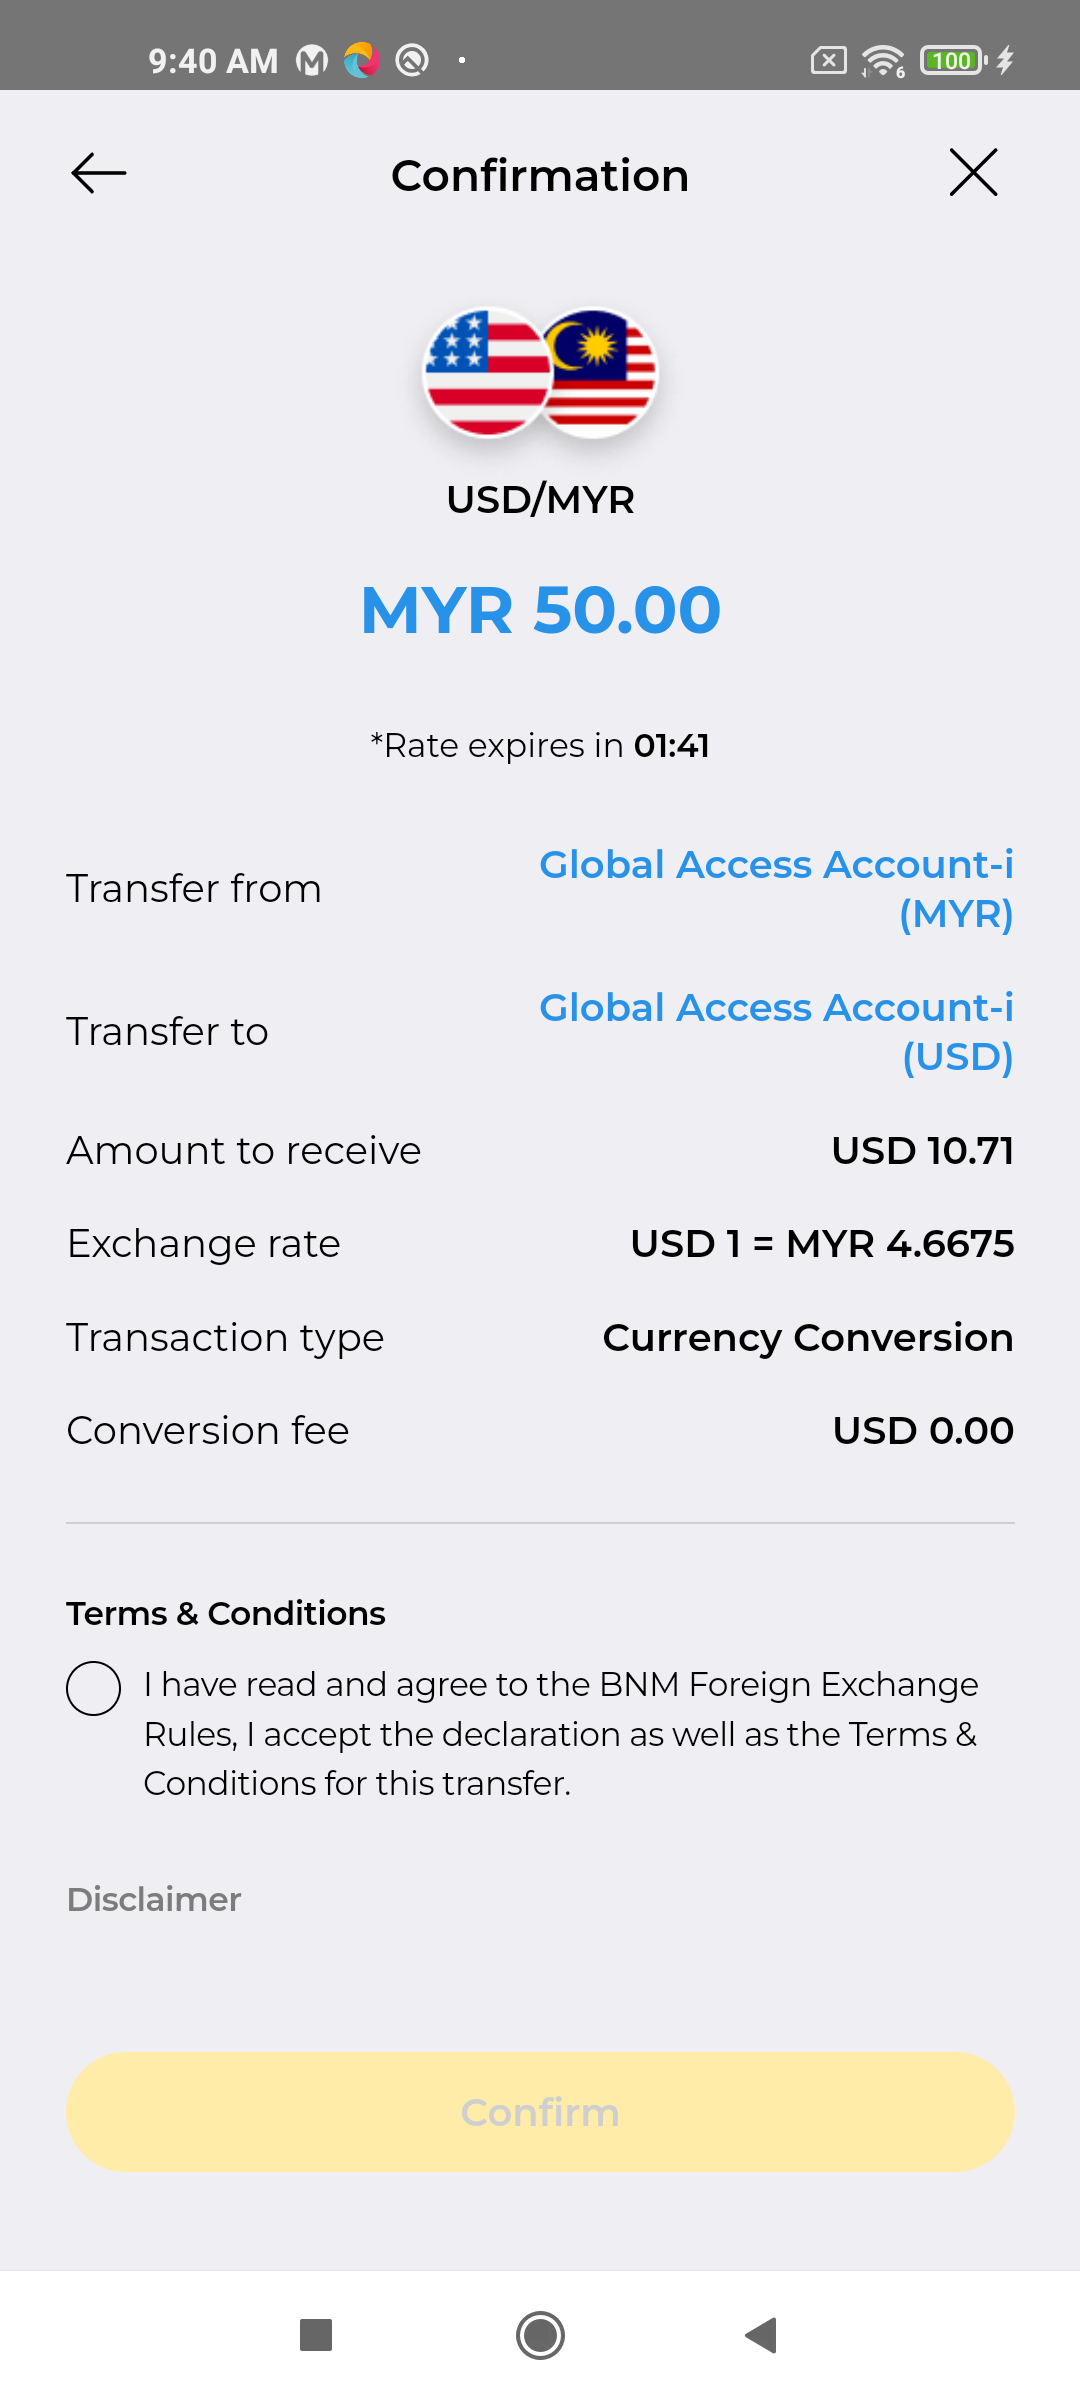 9:40 AM
6
100
Confirmation
USD/MYR
MYR 50.00
*Rate expires in 01:41
Transfer from
Global Access Account-i
(MYR)
Transfer to
Global Access Account-i
(USD)
Amount to receive
USD 10.71
Exchange rate
USD 1 = MYR 4.6675
Transaction type
Currency Conversion
Conversion fee
USD 0.00
Terms & Conditions
I have read and agree to the BNM Foreign Exchange
Rules, I accept the declaration as well as the Terms &
Conditions for this transfer.
Disclaimer
Confirm